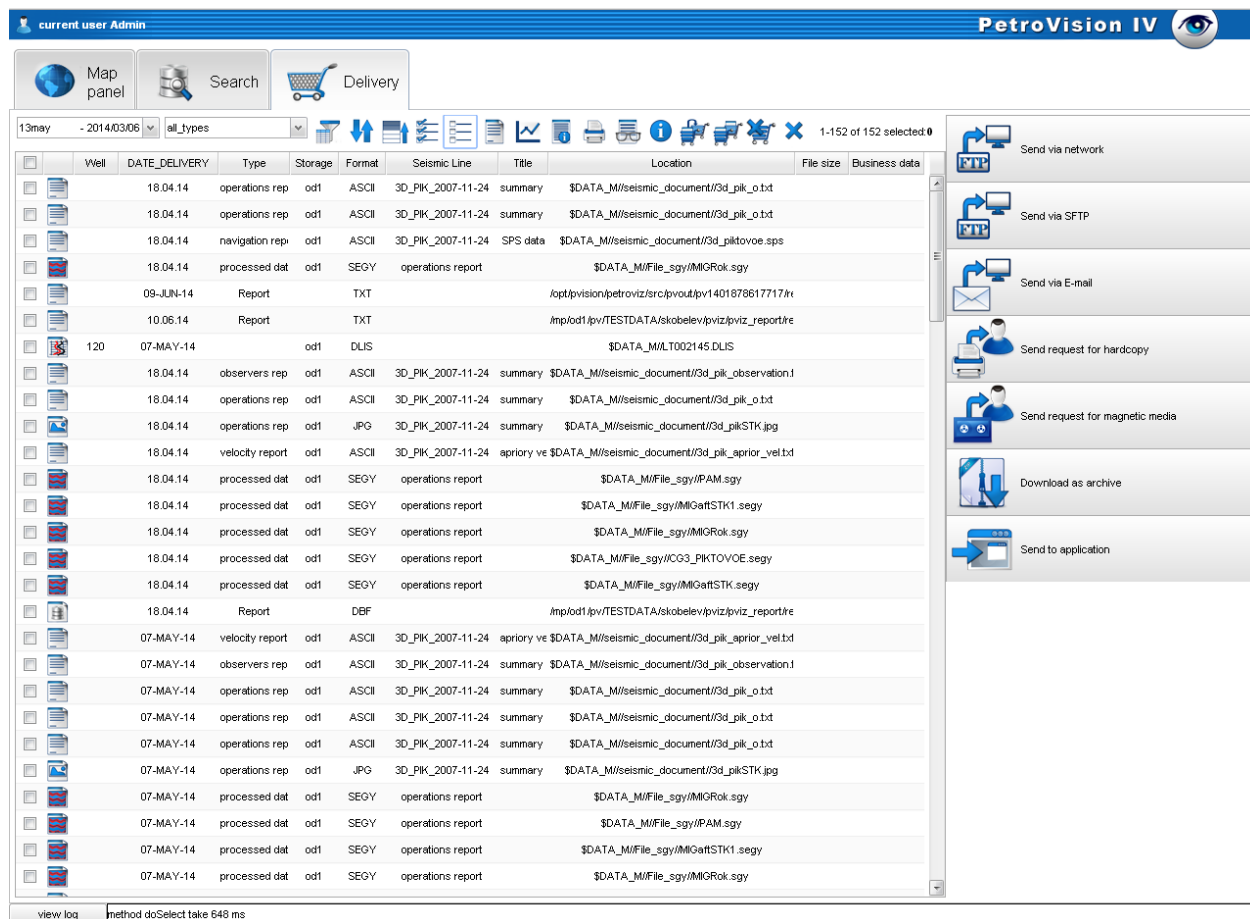 current user Admin PetroVision IV
Map panel Search Delivery
13may - 2014/03/06 all_types 1-152 of 152 selected:0
Well DATE_DELIVERY Type Storage Format Seismic Line Title Location File size Business data
18.04.14 operations rep od1 ASCII 3D_PIK_2007-11-24 summary $DATA_M//seismic_document//3d_pik_o.txt
18.04.14 operations rep od1 ASCII 3D_PIK_2007-11-24 summary $DATA_M//seismic_document//3d_pik_o.txt
18.04.14 navigation rep od1 ASCII 3D_PIK_2007-11-24 SPS data $DATA_M//seismic_document//3d_piktovoe.sps
18.04.14 processed dat od1 SEGY operations report $DATA_M//File_sgy//MIGRok.sgy
09-JUN-14 Report TXT /opt/pvision/petroviz/src/pvout/pv1401878617717/re
10.06.14 Report TXT /mp/od1/pv/TESTDATA/skobelev/pviz/pviz_report/re
120 07-MAY-14 od1 DLIS $DATA_M//LT002145.DLIS
18.04.14 observers rep od1 ASCII 3D_PIK_2007-11-24 summary $DATA_M//seismic_document//3d_pik_observation.t
18.04.14 operations rep od1 ASCII 3D_PIK_2007-11-24 summary $DATA_M//seismic_document//3d_pik_o.txt
18.04.14 operations rep od1 JPG 3D_PIK_2007-11-24 summary $DATA_M//seismic_document//3d_pikSTK.jpg
18.04.14 velocity report od1 ASCII 3D_PIK_2007-11-24 apriory ve $DATA_M//seismic_document//3d_pik_aprior_vel.txt
18.04.14 processed dat od1 SEGY operations report $DATA_M//File_sgy//PAM.sgy
18.04.14 processed dat od1 SEGY operations report $DATA_M//File_sgy//MIGaftSTK1.segy
18.04.14 processed dat od1 SEGY operations report $DATA_M//File_sgy//MIGRok.sgy
18.04.14 processed dat od1 SEGY operations report $DATA_M//File_sgy//CG3_PIKTOVOE.segy
18.04.14 processed dat od1 SEGY operations report $DATA_M//File_sgy//MIGaftSTK.segy
18.04.14 Report DBF /mp/od1/pv/TESTDATA/skobelev/pviz/pviz_report/re
07-MAY-14 velocity report od1 ASCII 3D_PIK_2007-11-24 apriory ve $DATA_M//seismic_document//3d_pik_aprior_vel.txt
07-MAY-14 observers rep od1 ASCII 3D_PIK_2007-11-24 summary $DATA_M//seismic_document//3d_pik_observation.t
07-MAY-14 operations rep od1 ASCII 3D_PIK_2007-11-24 summary $DATA_M//seismic_document//3d_pik_o.txt
07-MAY-14 operations rep od1 ASCII 3D_PIK_2007-11-24 summary $DATA_M//seismic_document//3d_pik_o.txt
07-MAY-14 operations rep od1 ASCII 3D_PIK_2007-11-24 summary $DATA_M//seismic_document//3d_pik_o.txt
07-MAY-14 operations rep od1 JPG 3D_PIK_2007-11-24 summary $DATA_M//seismic_document//3d_pikSTK.jpg
07-MAY-14 processed dat od1 SEGY operations report $DATA_M//File_sgy//MIGRok.sgy
07-MAY-14 processed dat od1 SEGY operations report $DATA_M//File_sgy//PAM.sgy
07-MAY-14 processed dat od1 SEGY operations report $DATA_M//File_sgy//MIGaftSTK1.segy
07-MAY-14 processed dat od1 SEGY operations report $DATA_M//File_sgy//MIGRok.sgy
FTP Send via network
FTP Send via SFTP
Send via E-mail
Send request for hardcopy
Send request for magnetic media
Download as archive
Send to application
view log method doSelect take 648 ms